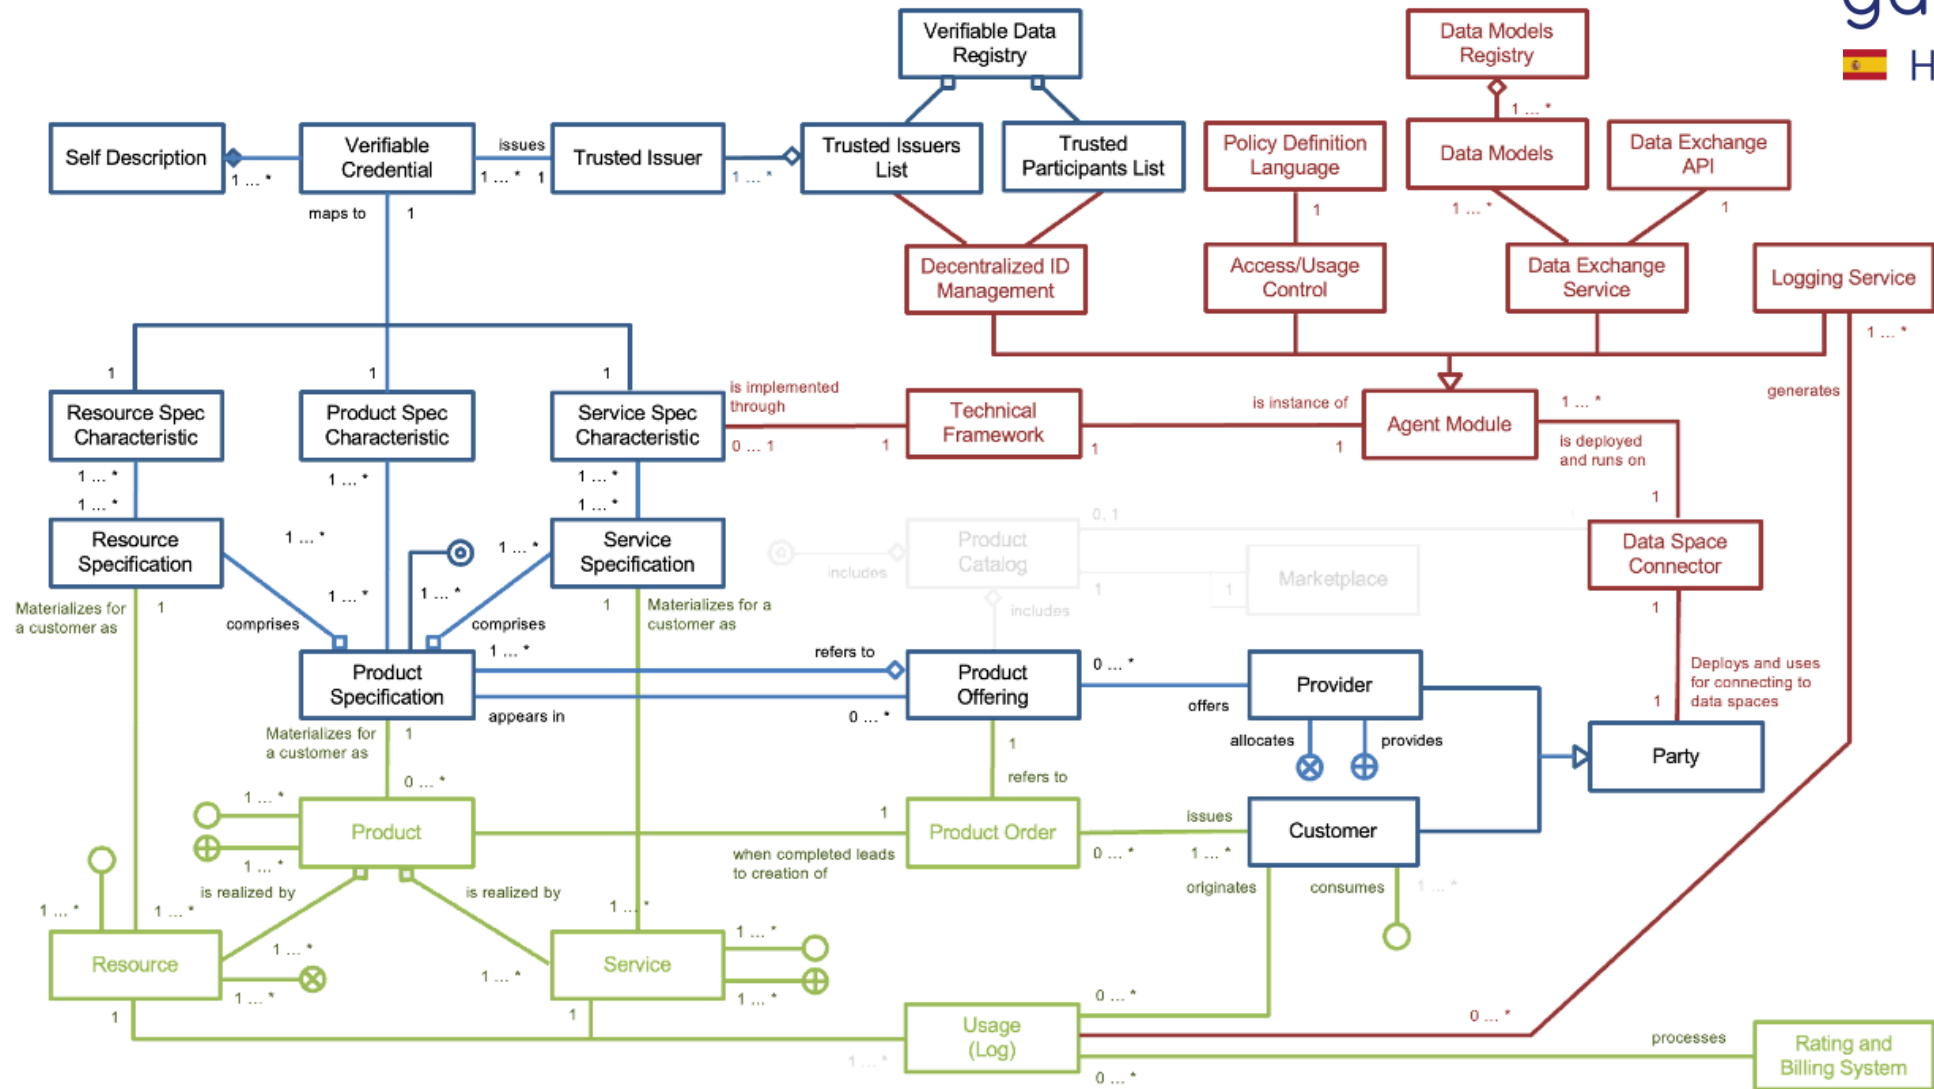 Verifiable Data
Registry
Data Models
Registry
H
1 ... *
Self Description
Verifiable
Credential
issues
Trusted Issuer
Trusted Issuers
List
Trusted
Participants List
Policy Definition
Language
Data Models
Data Exchange
API
1 ... *
1 ... *
1
1 ... *
maps to
1
1
1 ... *
1
Decentralized ID
Management
Access/Usage
Control
Data Exchange
Service
Logging Service
1 ... *
1
1
1
is implemented
through
generates
Resource Spec
Characteristic
Product Spec
Characteristic
Service Spec
Characteristic
Technical
Framework
is instance of
Agent Module
1 ... *
0 ... 1
1
1
1
is deployed
and runs on
1 ... *
1 ... *
1 ... *
1 ... *
1 ... *
1
Resource
Specification
1 ... *
1 ... *
Service
Specification
0, 1
Product
Catalog
includes
Marketplace
Data Space
Connector
1
1
Materializes for
a customer as
1
1 ... *
1 ... *
1
Materializes for a
customer as
includes
1
comprises
comprises
1 ... *
refers to
Product
Specification
Product
Offering
0 ... *
Provider
Deploys and uses
for connecting to
data spaces
1
appears in
0 ... *
offers
Materializes for
a customer as
1
1
allocates
provides
Party
0 ... *
refers to
1 ... *
Product
1
Product Order
issues
Customer
1 ... *
when completed leads
to creation of
0 ... *
1 ... *
is realized by
is realized by
originates
consumes
1 ... *
1 ... *
1 ... *
1 ... *
Resource
1 ... *
1 ... *
Service
1 ... *
1 ... *
1 ... *
1
1
0 ... *
0 ... *
Usage
(Log)
1 ... *
processes
Rating and
Billing System
0 ... *